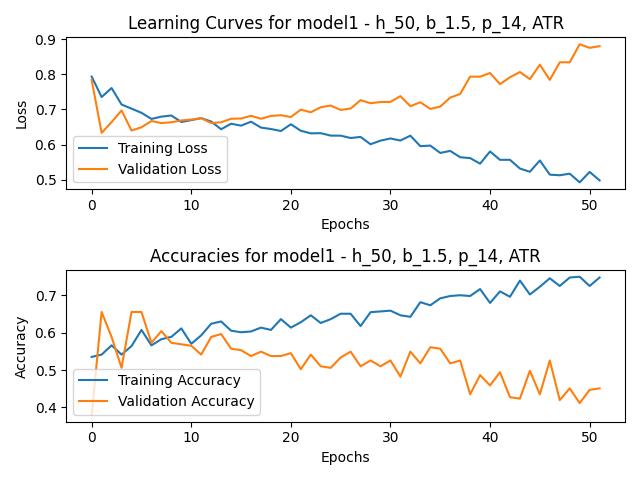 Learning Curves for model1 - h_50, b_1.5, p_14, ATR
0.9
0.8
0.7
0.6
0.5
Loss
Training Loss
Validation Loss
0 10 20 30 40 50
Epochs
Accuracies for model1 - h_50, b_1.5, p_14, ATR
0.7
0.6
0.5
0.4
Accuracy
Training Accuracy
Validation Accuracy
0 10 20 30 40 50
Epochs